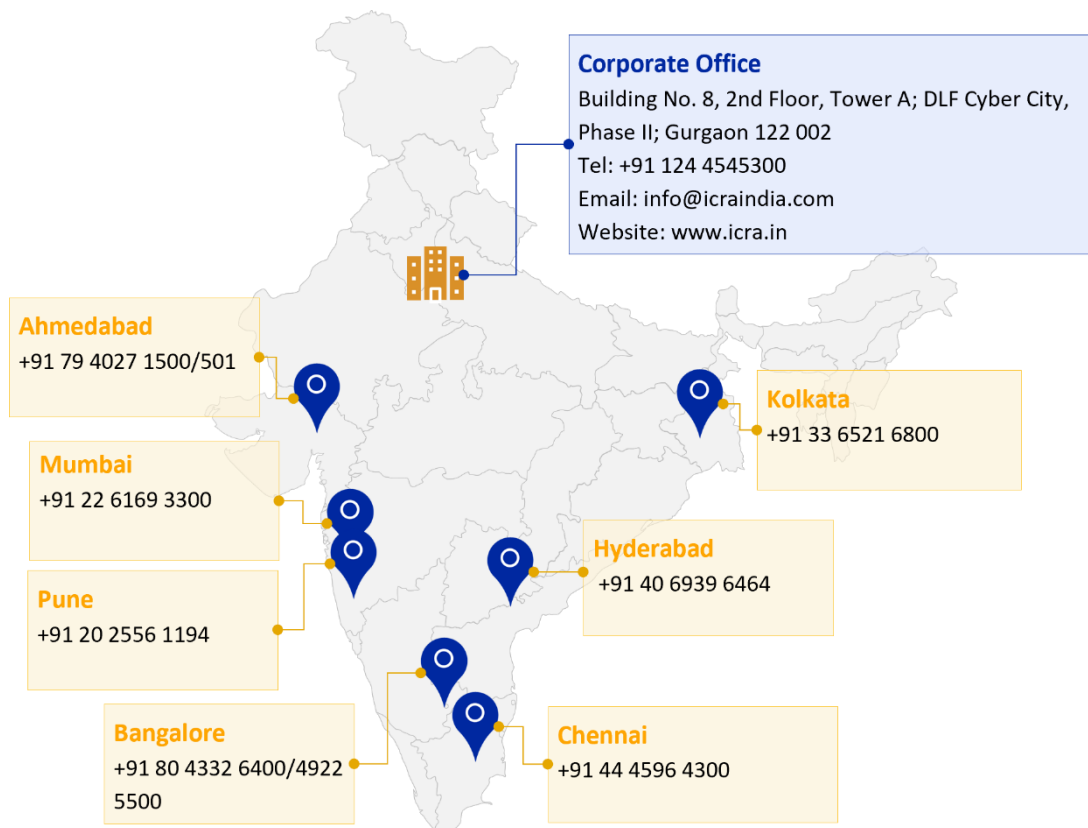 Corporate Office
Building No. 8, 2nd Floor, Tower A; DLF Cyber City,
Phase II; Gurgaon 122 002
Tel: +91 124 4545300
Email: info@icraindia.com
Website: www.icra.in
Ahmedabad
+91 79 4027 1500/501
Kolkata
+91 33 6521 6800
Mumbai
+91 22 6169 3300
Hyderabad
+91 40 6939 6464
Pune
+91 20 2556 1194
Bangalore
+91 80 4332 6400/4922
5500
Chennai
+91 44 4596 4300